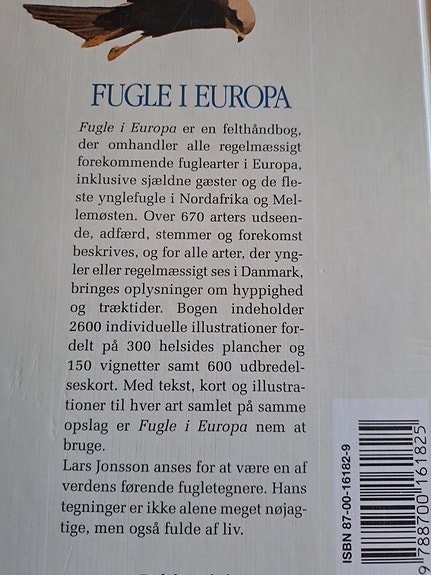 FUGLE I EUROPA
Fugle i Europa er en felthåndbog,
der omhandler alle regelmæssigt
forekommende fuglearter i Europa,
inklusive sjældne gæster og de fle-
ste ynglefugle i Nordafrika og Mel-
lemøsten. Over 670 arters udseen-
de, adfærd, stemmer og forekomst
beskrives, og for alle arter, der yng-
ler eller regelmæssigt ses i Danmark,
bringes oplysninger om hyppighed
og træktider. Bogen indeholder
2600 individuelle illustrationer for-
delt på 300 helsides plancher og
150 vignetter samt 600 udbredel-
seskort. Med tekst, kort og illustra-
tioner til hver art samlet på samme
opslag er Fugle i Europa nem at
bruge.
Lars Jonsson anses for at være en af
verdens førende fugletegnere. Hans
tegninger er ikke alene meget nøjag-
tige, men også fulde af liv.
ISBN 87-00-16182-9
9 788700 161825